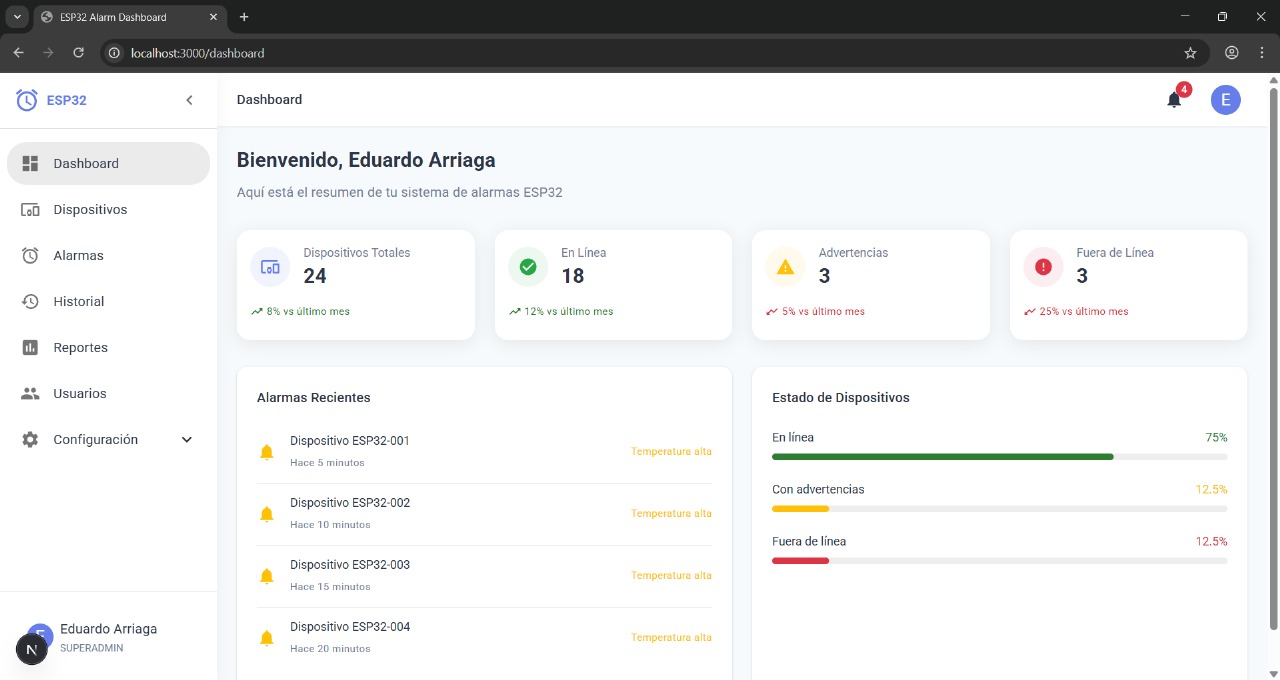 ESP32 Alarm Dashboard
localhost:3000/dashboard
ESP32
Dashboard
4
E
Dashboard
Dispositivos
Alarmas
Historial
Reportes
Usuarios
Configuración
E
Eduardo Arriaga
SUPERADMIN
N
Bienvenido, Eduardo Arriaga
Aquí está el resumen de tu sistema de alarmas ESP32
Dispositivos Totales
24
8% vs último mes
En Línea
18
12% vs último mes
Advertencias
3
5% vs último mes
Fuera de Línea
3
25% vs último mes
Alarmas Recientes
Dispositivo ESP32-001
Hace 5 minutos
Temperatura alta
Dispositivo ESP32-002
Hace 10 minutos
Temperatura alta
Dispositivo ESP32-003
Hace 15 minutos
Temperatura alta
Dispositivo ESP32-004
Hace 20 minutos
Temperatura alta
Estado de Dispositivos
En línea 75%
Con advertencias 12.5%
Fuera de línea 12.5%